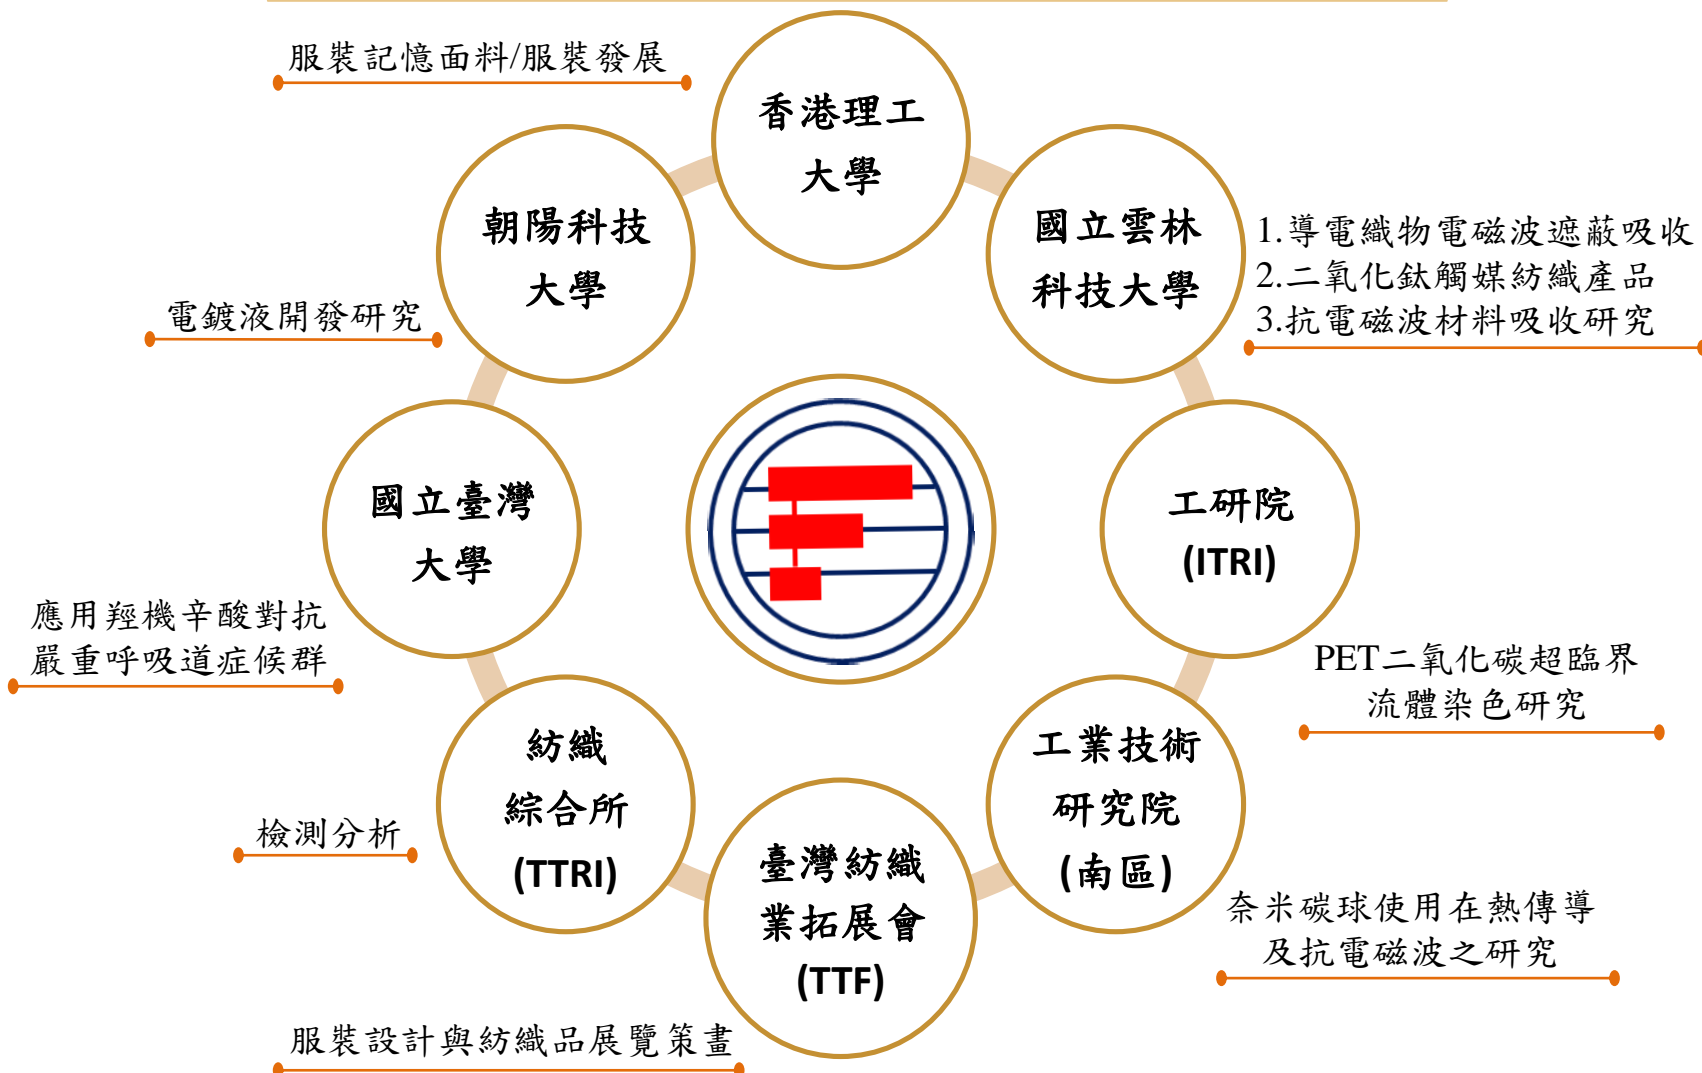 服裝記憶面料/服裝發展
香港理工
大學
朝陽科技
大學
國立雲林
科技大學
1.導電織物電磁波遮蔽吸收
2.二氧化鈦觸媒紡織產品
3.抗電磁波材料吸收研究
電鍍液開發研究
國立臺灣
大學
工研院
(ITRI)
應用羥機辛酸對抗
嚴重呼吸道症候群
PET二氧化碳超臨界
流體染色研究
紡織
綜合所
(TTRI)
工業技術
研究院
(南區)
檢測分析
臺灣紡織
業拓展會
(TTF)
奈米碳球使用在熱傳導
及抗電磁波之研究
服裝設計與紡織品展覽策畫